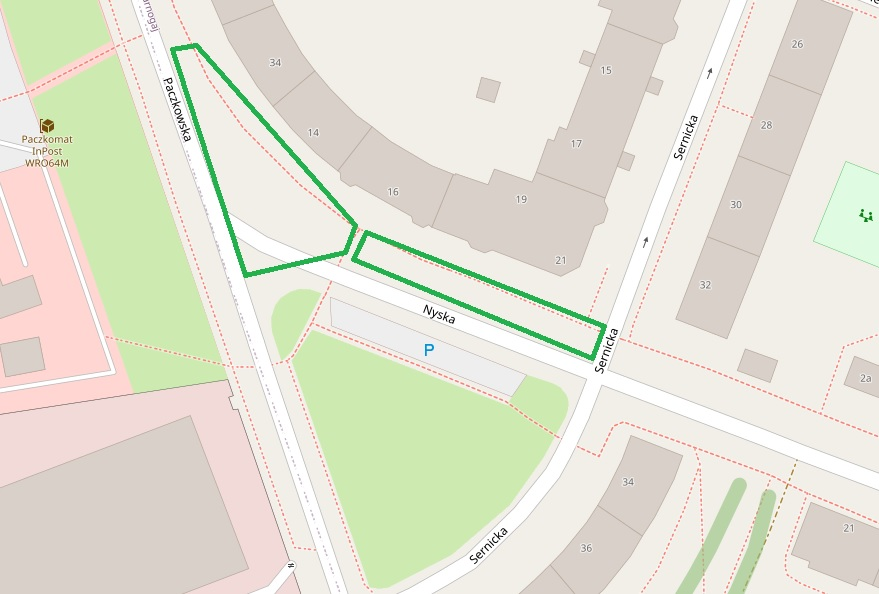 arnogaj
Paczkowska
34
14
16
19
17
15
21
Sernicka
26
28
30
32
Paczkomat
InPost
WRO64M
Nyska
P
Sernicka
2a
34
36
Sernicka
21